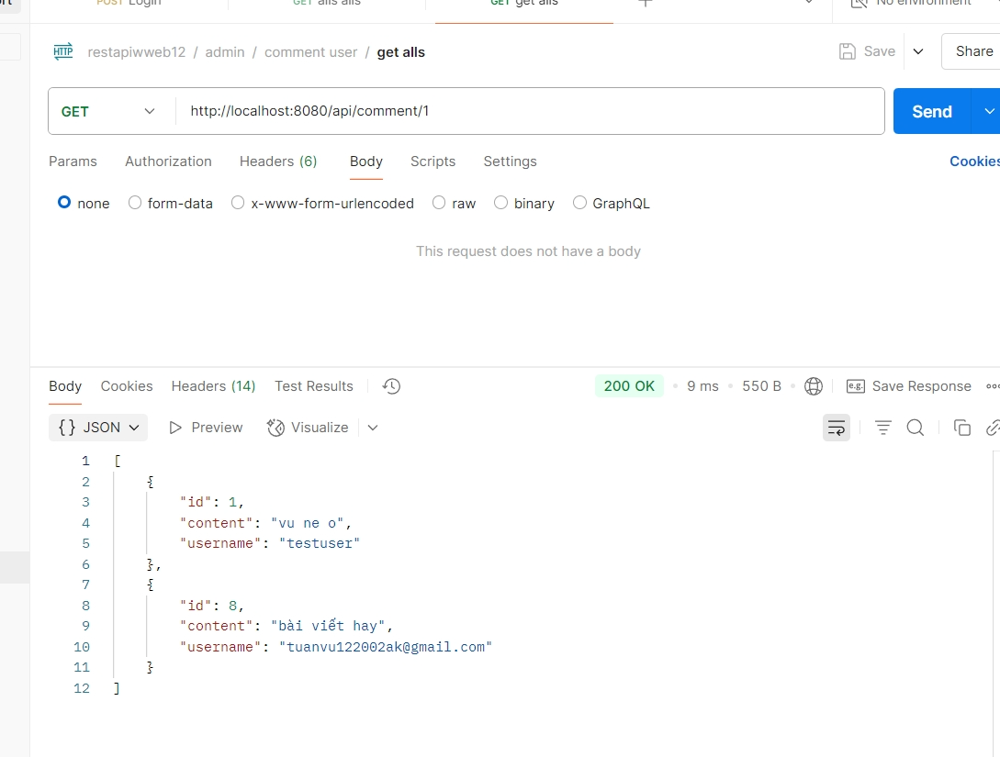 POST Login GET alls alls GET get alls No environment
HTTP restapiwweb12 / admin / comment user / get alls Save Share
GET http://localhost:8080/api/comment/1 Send
Params Authorization Headers (6) Body Scripts Settings Cookies
none form-data x-www-form-urlencoded raw binary GraphQL
This request does not have a body
Body Cookies Headers (14) Test Results 200 OK 9 ms 550 B e.g. Save Response
{} JSON Preview Visualize
1 [
2 {
3 "id": 1,
4 "content": "vu ne o",
5 "username": "testuser"
6 },
7 {
8 "id": 8,
9 "content": "bài viết hay",
10 "username": "tuanvu122002ak@gmail.com"
11 }
12 ]